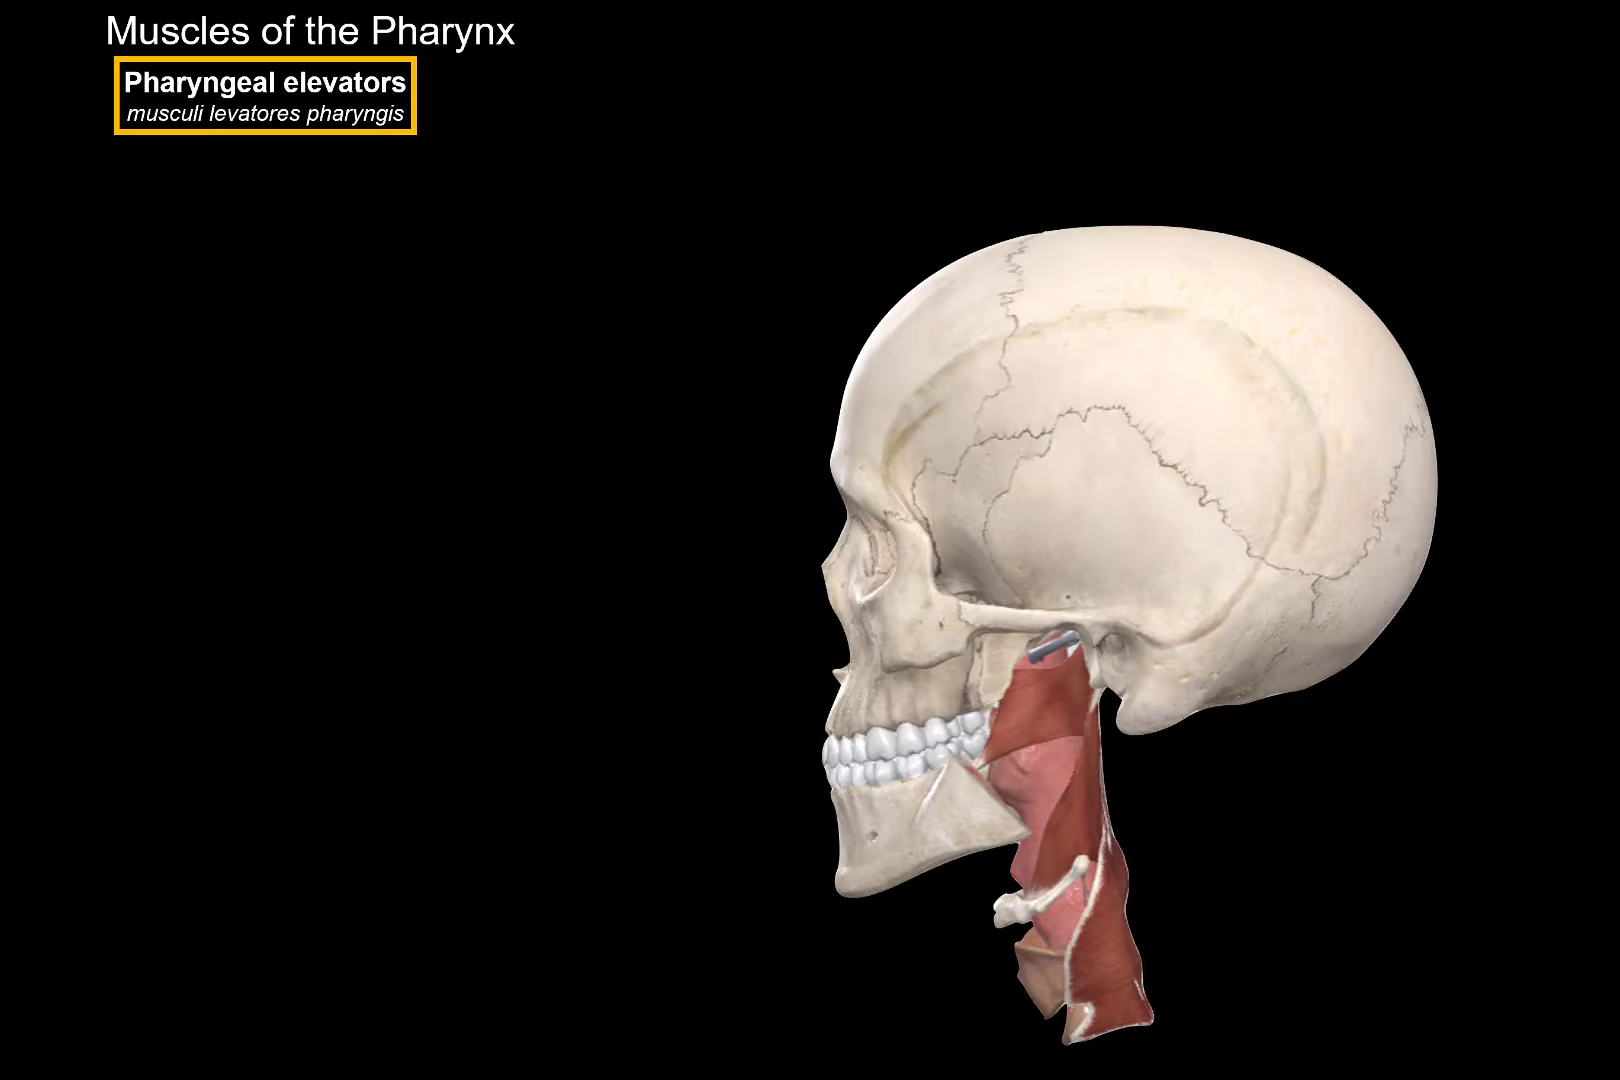 Muscles of the Pharynx
Pharyngeal elevators
musculi levatores pharyngis